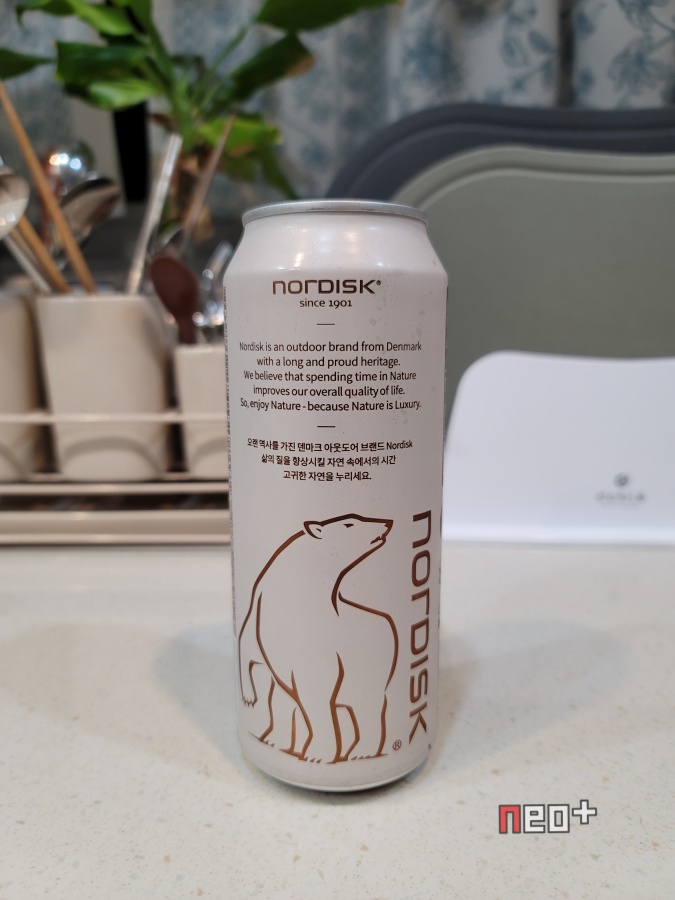 norDISK®
since 1901
Nordisk is an outdoor brand from Denmark
with a long and proud heritage.
We believe that spending time in Nature
improves our overall quality of life.
So, enjoy Nature - because Nature is Luxury.
오랜 역사를 가진 덴마크 아웃도어 브랜드 Nordisk
삶의 질을 향상시킬 자연 속에서의 시간
고귀한 자연을 누리세요.
norDISK
®
neo+